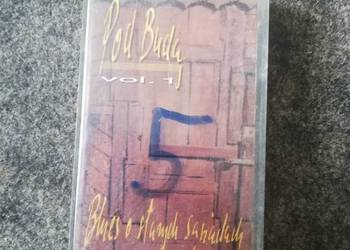 Pod Budą
vol. 1
5
Blues o starych sąsiadach